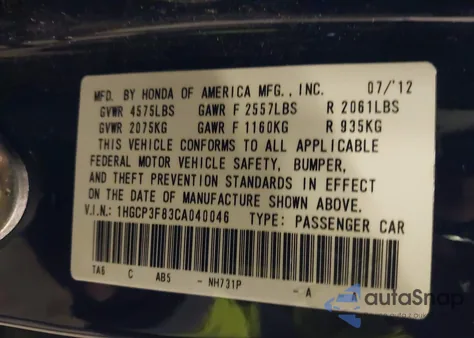 MFD. BY HONDA OF AMERICA MFG., INC. 07/'12
GVWR 4575LBS GAWR F 2557LBS R 2061LBS
GVWR 2075KG GAWR F 1160KG R 935KG
THIS VEHICLE CONFORMS TO ALL APPLICABLE
FEDERAL MOTOR VEHICLE SAFETY, BUMPER,
AND THEFT PREVENTION STANDARDS IN EFFECT
ON THE DATE OF MANUFACTURE SHOWN ABOVE.
V.I.N.: 1HGCP3F83CA040046 TYPE: PASSENGER CAR
TA6 C AB5 - NH731P - A A
autaSnap